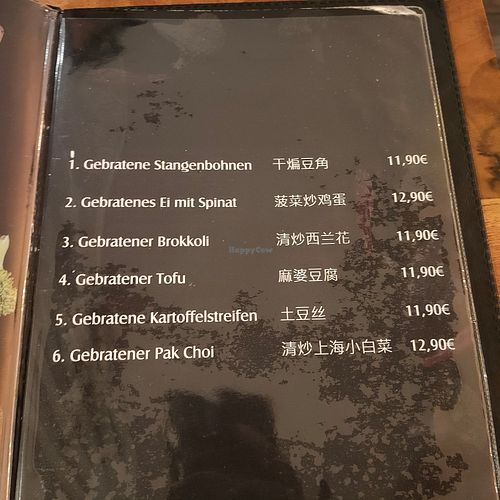 1. Gebratene Stangenbohnen 干煸豆角 11,90€
2. Gebratenes Ei mit Spinat 菠菜炒鸡蛋 12,90€
3. Gebratener Brokkoli 清炒西兰花 11,90€
HappyCow
4. Gebratener Tofu 麻婆豆腐 11,90€
5. Gebratene Kartoffelstreifen 土豆丝 11,90€
6. Gebratener Pak Choi 清炒上海小白菜 12,90€